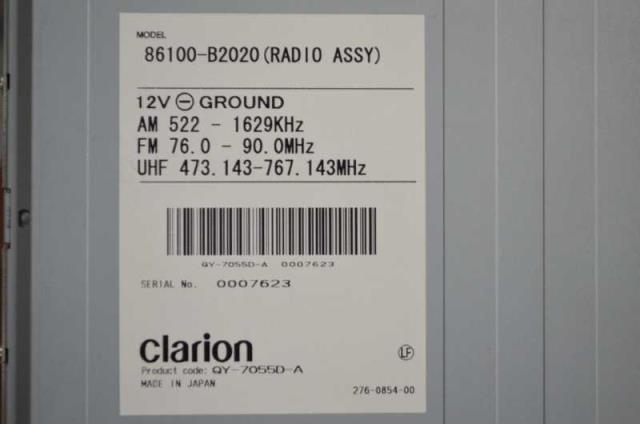 MODEL
86100-B2020(RADIO ASSY)
12V⊖GROUND
AM 522 - 1629KHz
FM 76.0 - 90.0MHz
UHF 473.143-767.143MHz
QY-7055D-A 0007623
SERIAL No. 0007623
clarion
LF
Product code: QY-7055D-A
MADE IN JAPAN
276-0854-00